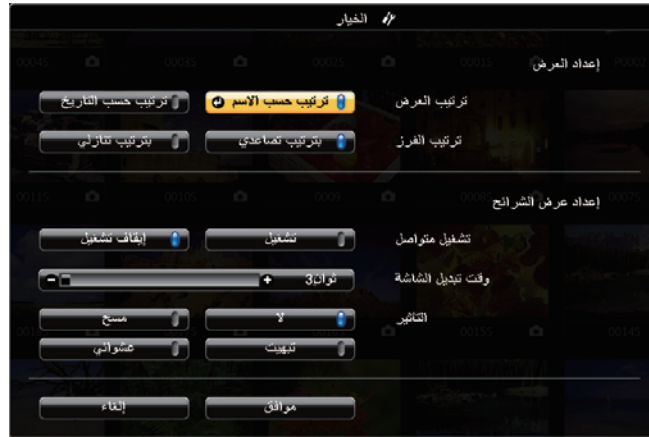 الخيار
إعداد العرض
ترتيب العرض ترتيب حسب الاسم ترتيب حسب التاريخ
ترتيب الفرز بترتيب تصاعدي بترتيب تنازلي
إعداد عرض الشرائح
تشغيل متواصل تشغيل إيقاف تشغيل
وقت تبديل الشاشة ثوان3 + -
التأثير لا مسح
تبهيت عشوائي
موافق إلغاء